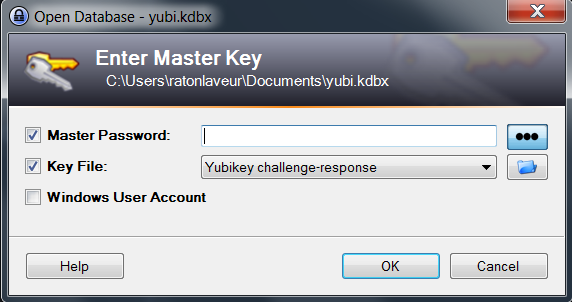 Open Database - yubi.kdbx
Enter Master Key
C:\Users\ratonlaveur\Documents\yubi.kdbx
Master Password:
Key File: Yubikey challenge-response
Windows User Account
Help OK Cancel